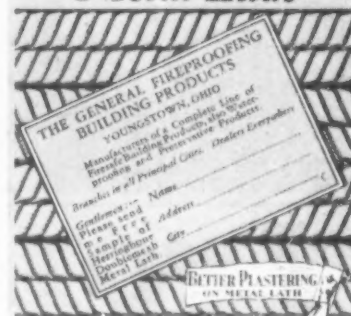 THE GENERAL FIREPROOFING
BUILDING PRODUCTS
YOUNGSTOWN, OHIO
Manufacturers of a Complete Line of
Firesafe Building Products, also Water-
proofing and Preservative Products.
Branches in all Principal Cities. Dealers Everywhere
Gentlemen:
Please send
me Free
Sample of
Herringbone
Doublemesh
Metal Lath.
Name
Address
City
BETTER PLASTERING
ON METAL LATH